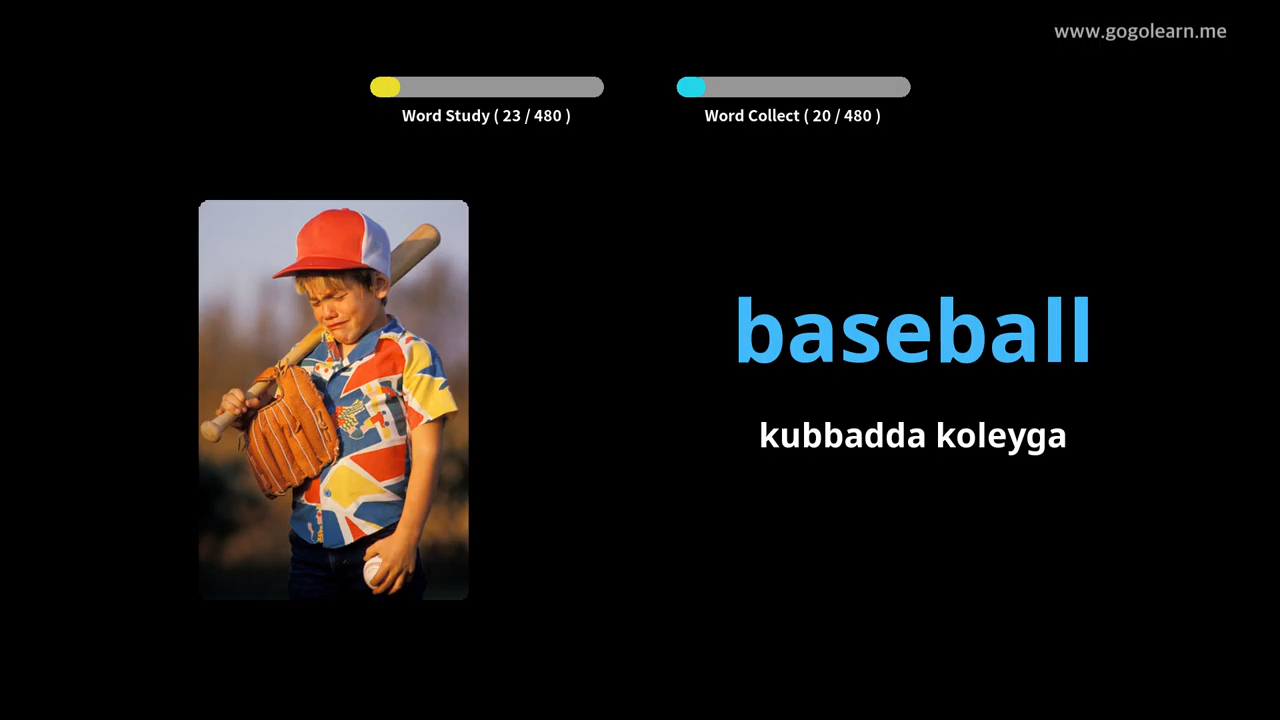 www.gogolearn.me
Word Study ( 23 / 480 )
Word Collect ( 20 / 480 )
baseball
kubbadda koleyga